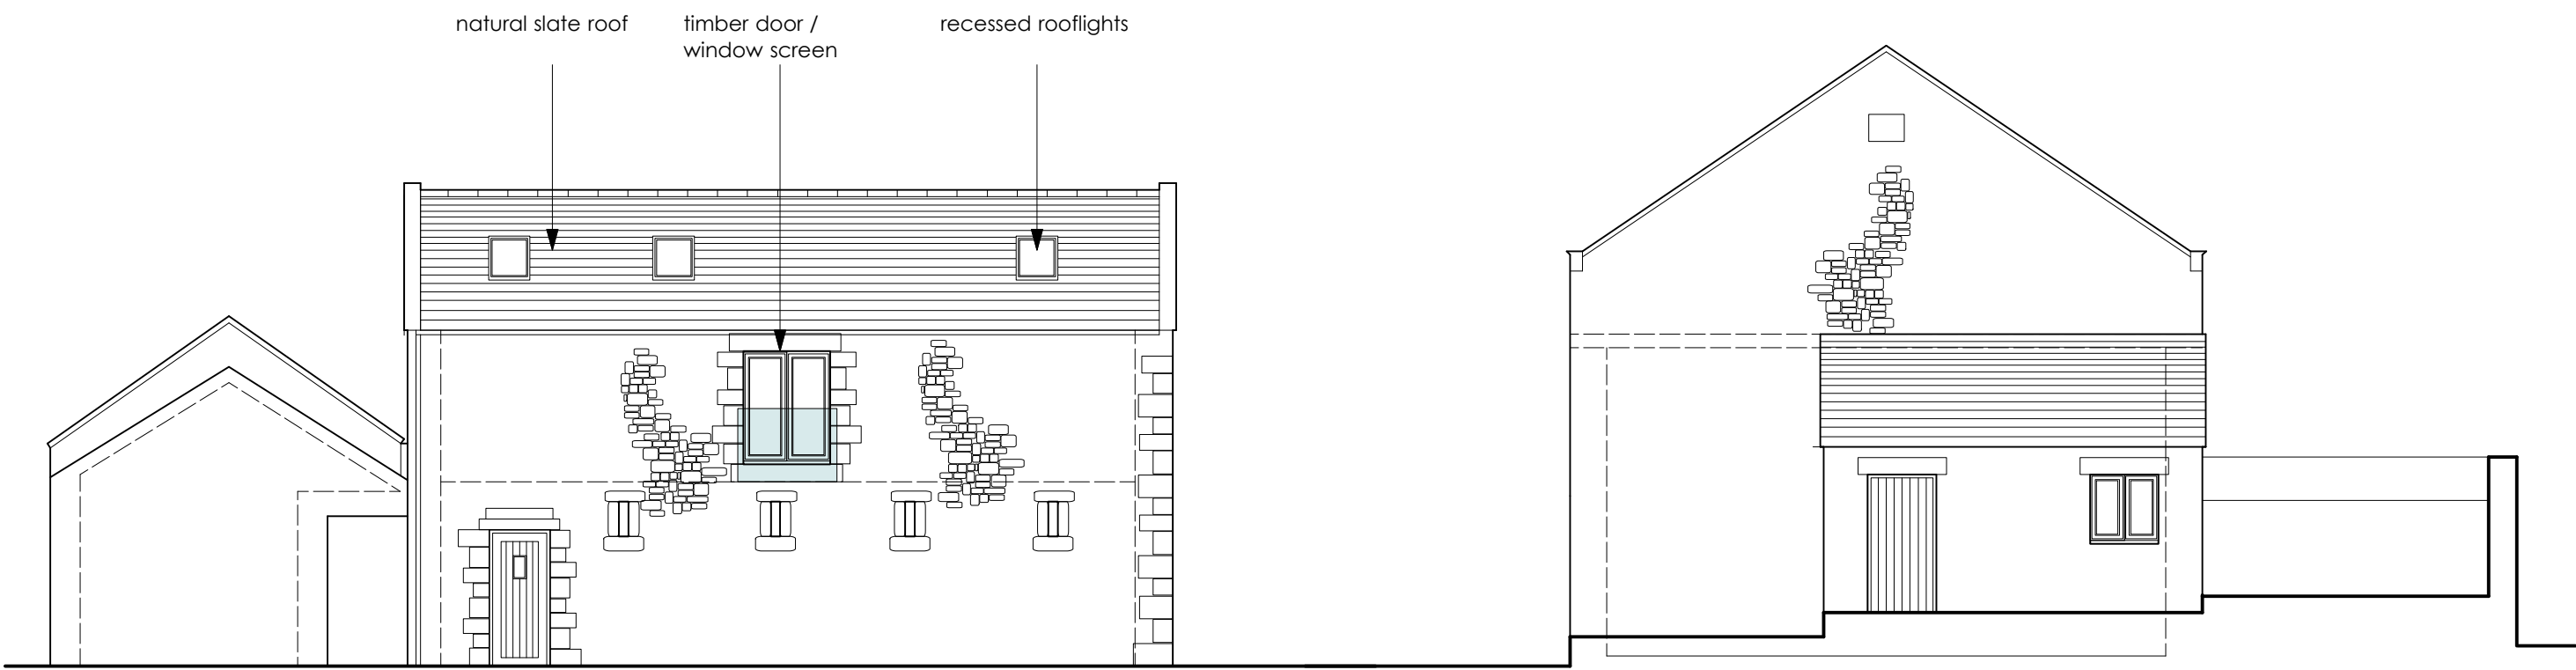 natural slate roof
timber door /
window screen
recessed rooflights